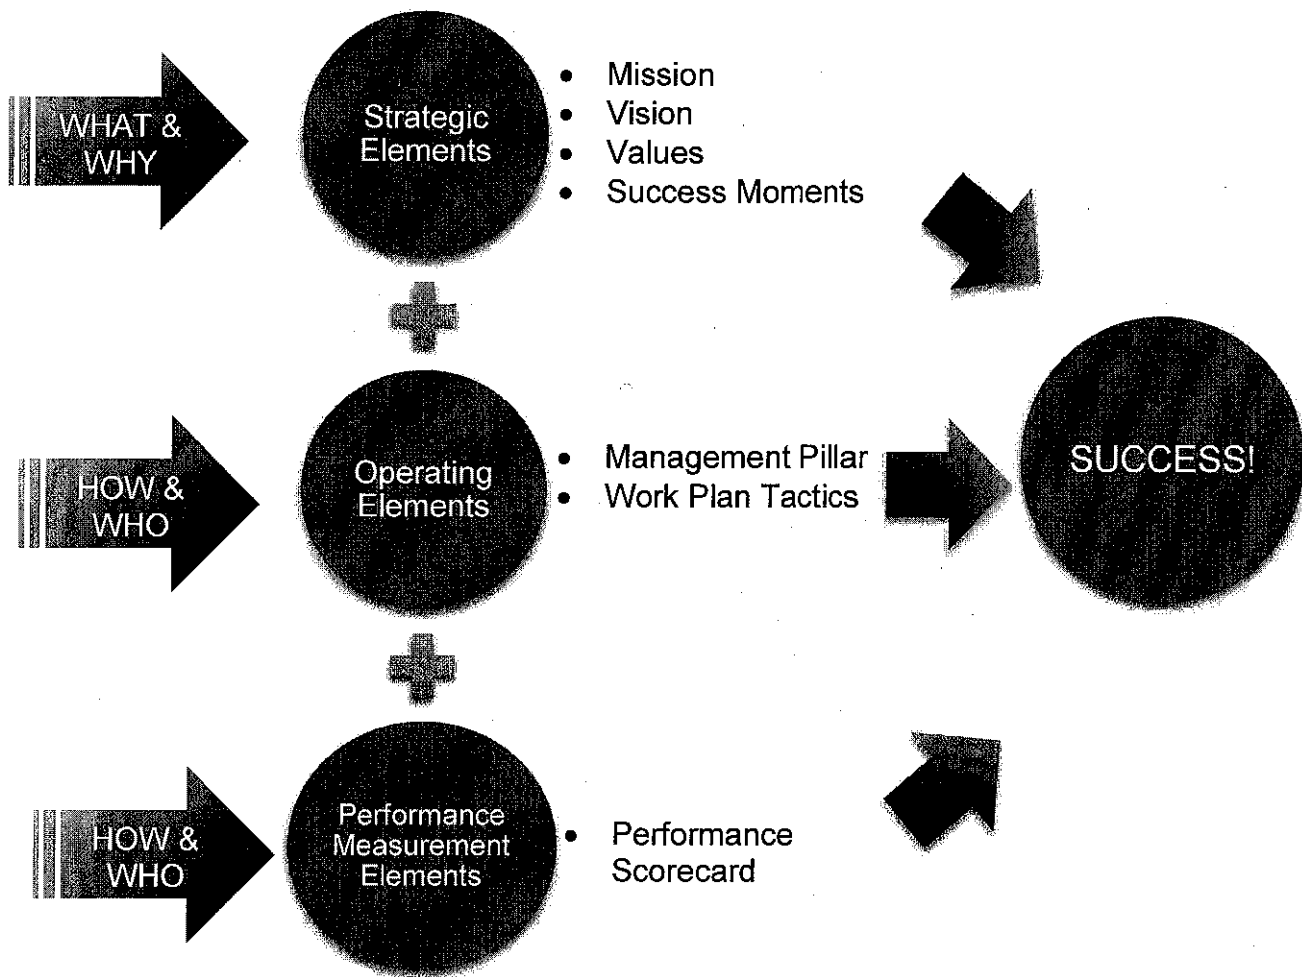 WHAT &
WHY
Strategic
Elements
• Mission
• Vision
• Values
• Success Moments
HOW &
WHO
Operating
Elements
• Management Pillar
• Work Plan Tactics
SUCCESS!
HOW &
WHO
Performance
Measurement
Elements
• Performance
Scorecard